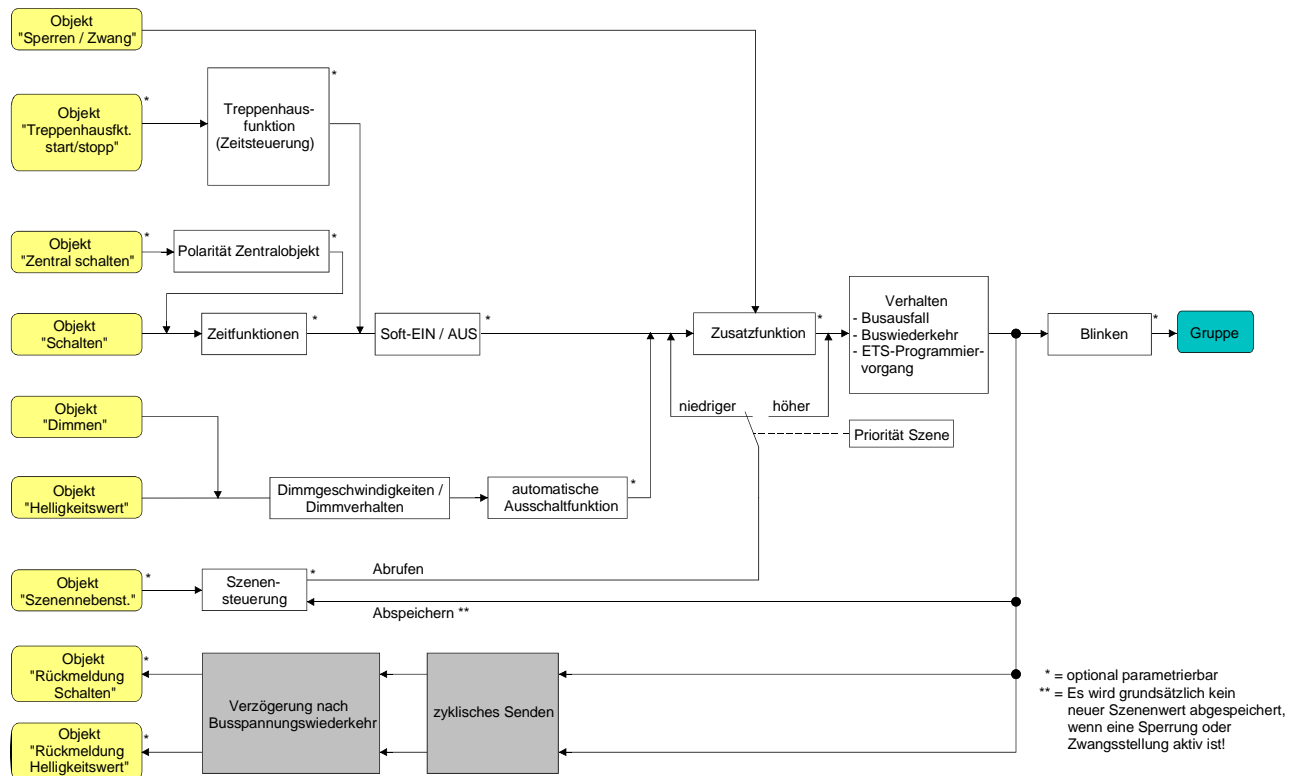 Objekt
"Sperren / Zwang"
Objekt
"Treppenhausfkt.
start/stopp"
*
Treppenhaus-
funktion
(Zeitsteuerung)
*
Objekt
"Zentral schalten"
*
Polarität Zentralobjekt
*
Objekt
"Schalten"
Zeitfunktionen
*
Soft-EIN / AUS
*
Zusatzfunktion
*
Verhalten
- Busausfall
- Buswiederkehr
- ETS-Programmier-
vorgang
Blinken
*
Gruppe
niedriger
höher
Priorität Szene
Objekt
"Dimmen"
Objekt
"Helligkeitswert"
Dimmgeschwindigkeiten /
Dimmverhalten
automatische
Ausschaltfunktion
*
Objekt
"Szenennebenst."
*
Szenen-
steuerung
*
Abrufen
Abspeichern **
Objekt
"Rückmeldung
Schalten"
*
Verzögerung nach
Busspannungswiederkehr
zyklisches Senden
Objekt
"Rückmeldung
Helligkeitswert"
*
* = optional parametrierbar
** = Es wird grundsätzlich kein
neuer Szenenwert abgespeichert,
wenn eine Sperrung oder
Zwangsstellung aktiv ist!